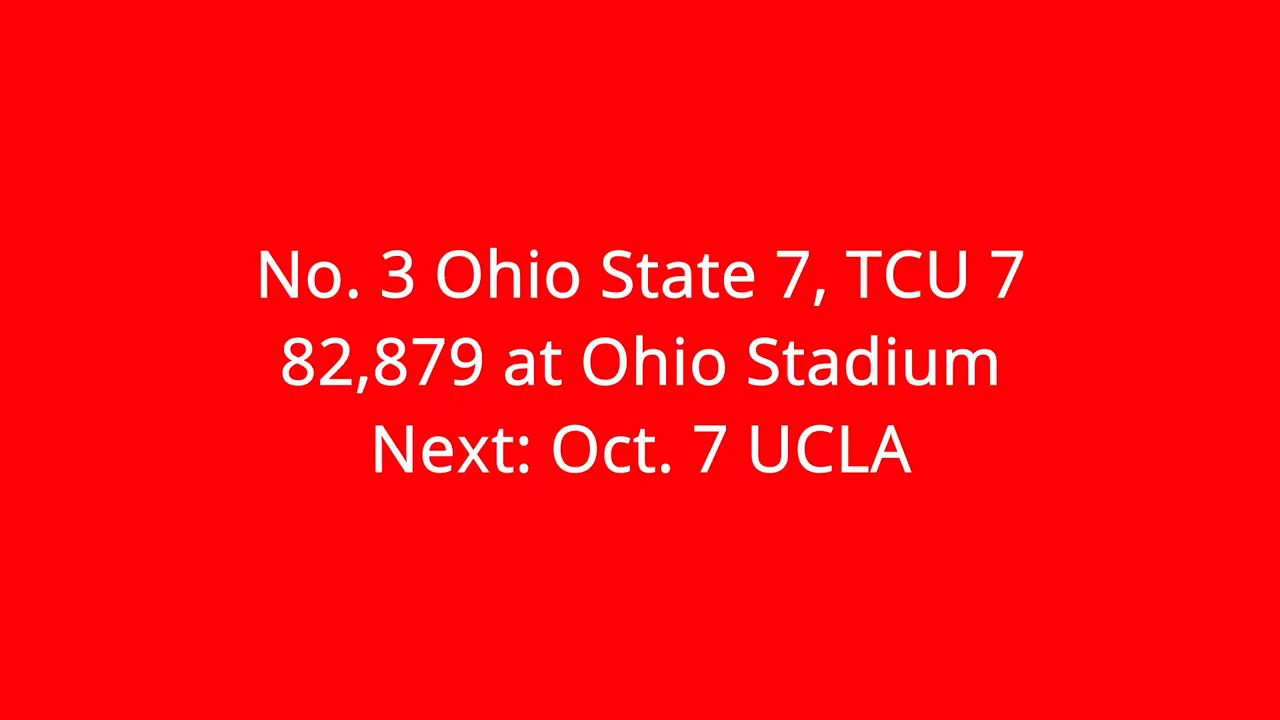 No. 3 Ohio State 7, TCU 7
82,879 at Ohio Stadium
Next: Oct. 7 UCLA